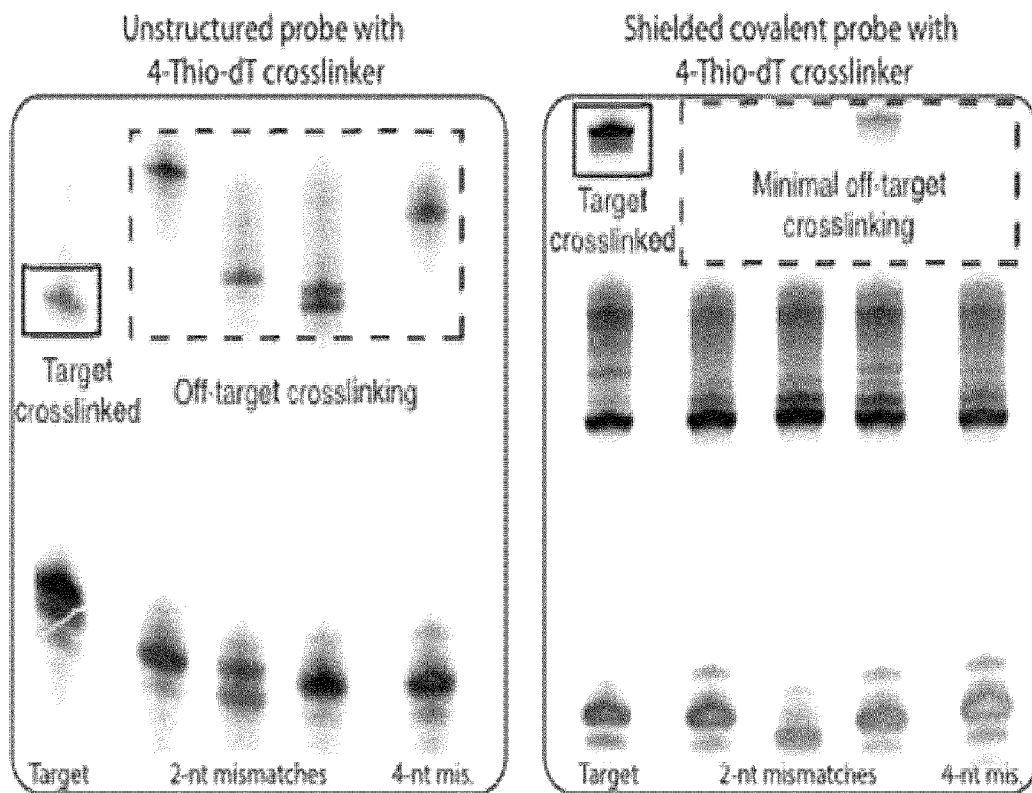 Unstructured probe with
4-Thio-dT crosslinker
Target
crosslinked
Off-target crosslinking
Target
2-nt mismatches
4-nt mis.
Shielded covalent probe with
4-Thio-dT crosslinker
Target
crosslinked
Minimal off-target
crosslinking
Target
2-nt mismatches
4-nt mis.